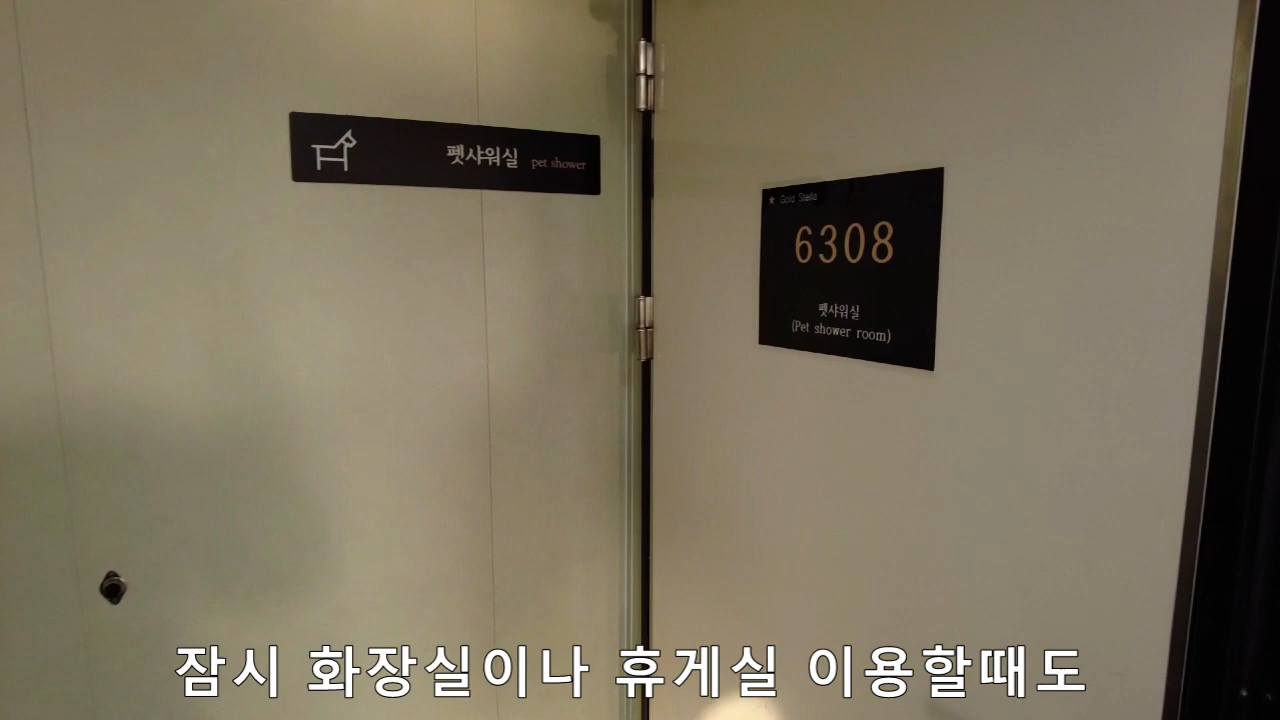 펫샤워실 pet shower
★ Gold Stella
6308
펫샤워실
(Pet shower room)
잠시 화장실이나 휴게실 이용할때도